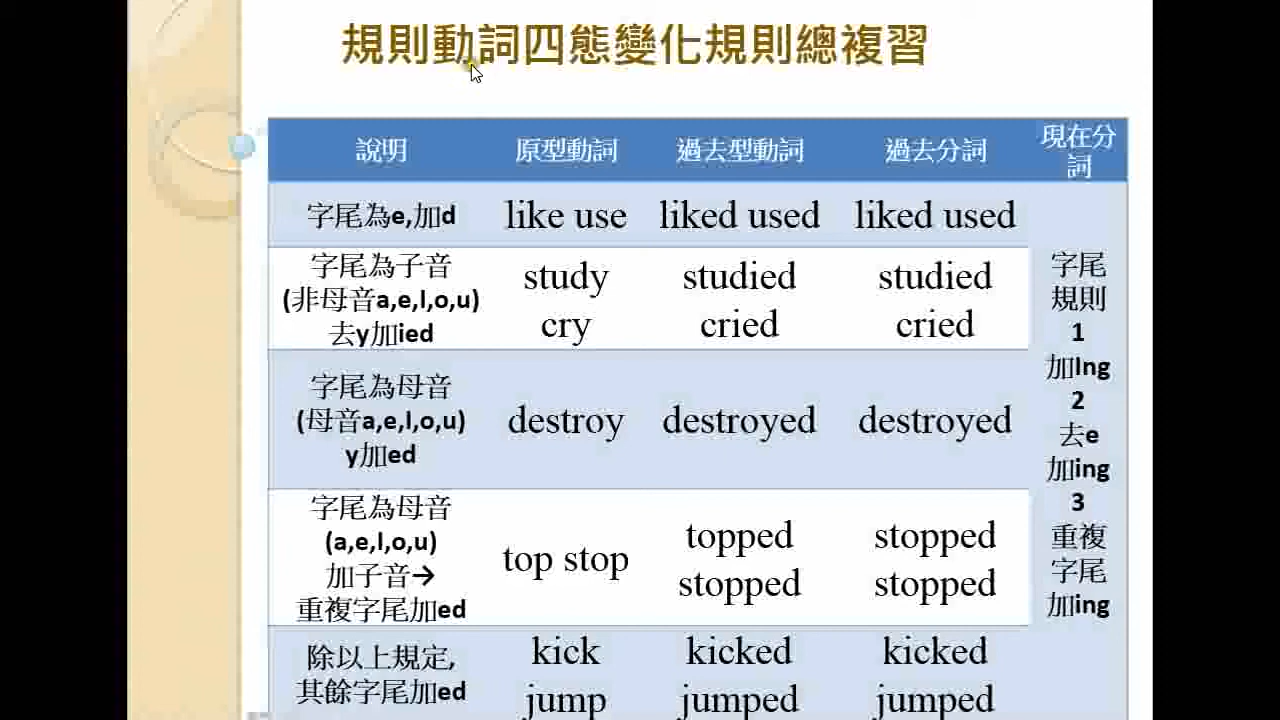 規則動詞四態變化規則總複習
說明 原型動詞 過去型動詞 過去分詞 現在分
詞
字尾為e,加d like use liked used liked used
字尾為子音
(非母音a,e,I,o,u)
去y加ied
study studied studied
cry cried cried
字尾為母音
(母音a,e,I,o,u)
y加ed
destroy destroyed destroyed
字尾為母音
(a,e,I,o,u)
加子音→
重複字尾加ed
top stop
topped stopped
stopped stopped
除以上規定,
其餘字尾加ed
kick kicked kicked
jump jumped jumped
字尾
規則
1
加Ing
2
去e
加ing
3
重複
字尾
加ing